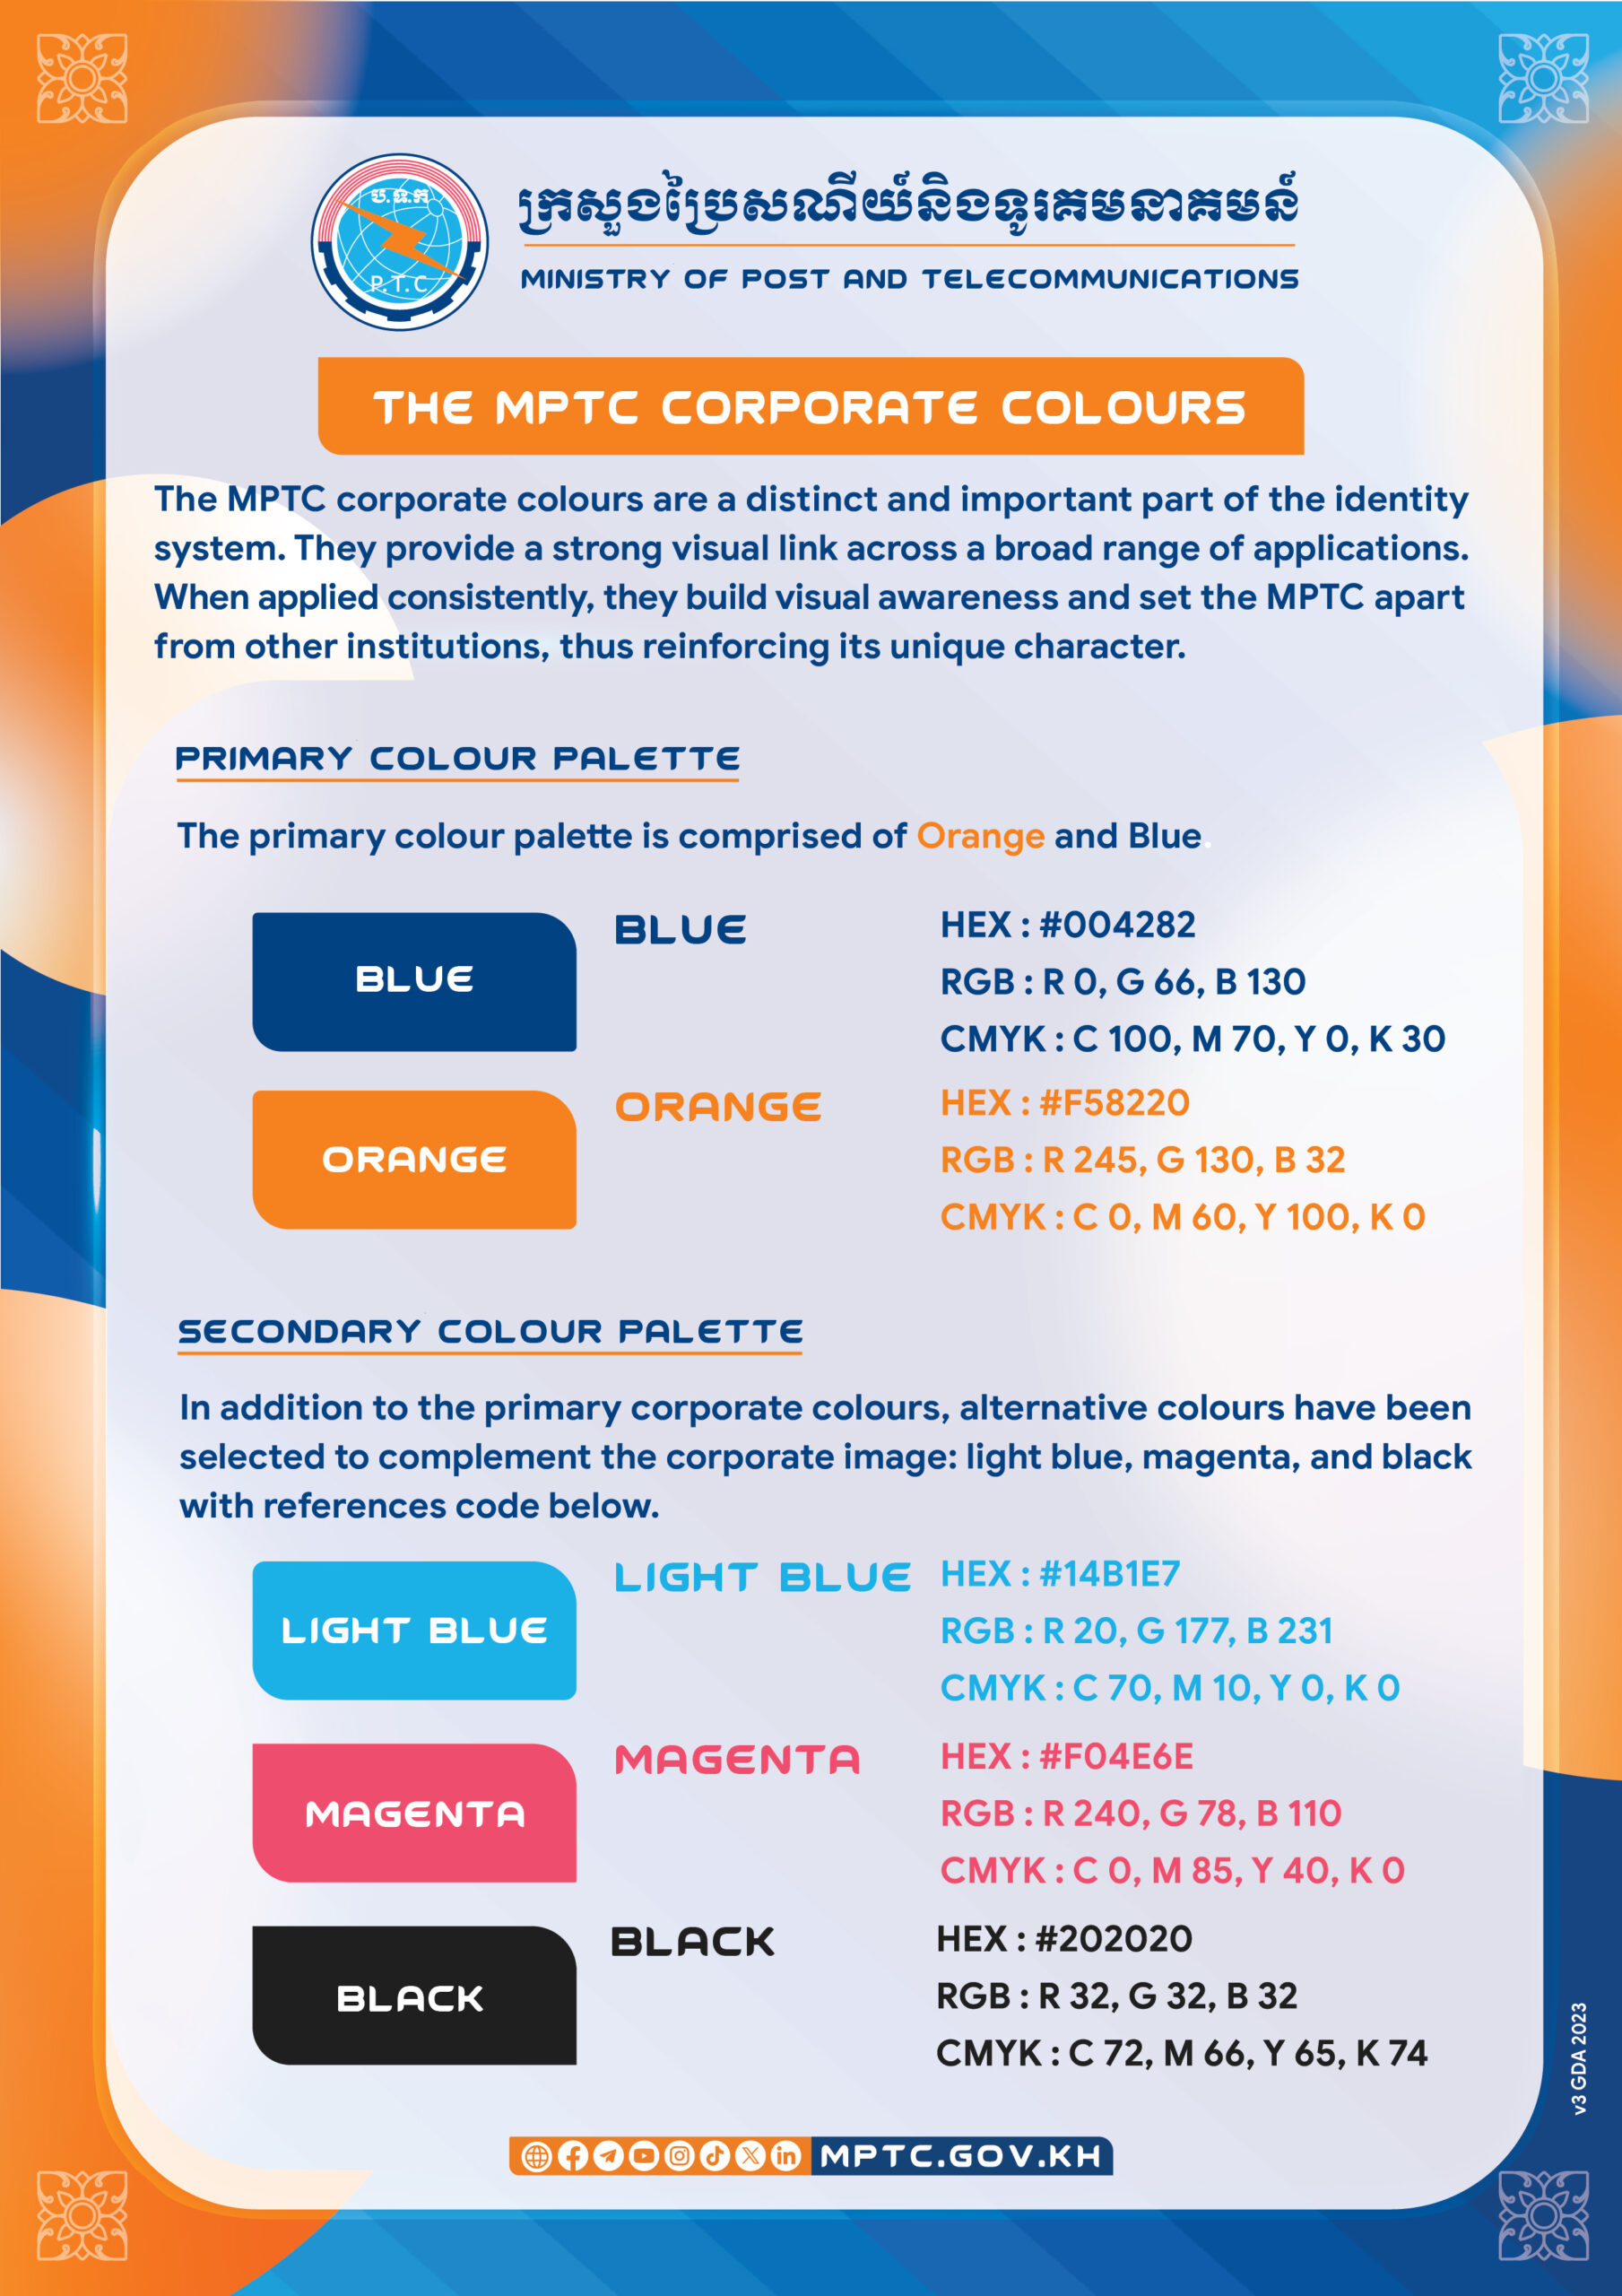 ប.ទ.គ
P.T.C
ក្រសួងប្រៃសណីយ៍និងទូរគមនាគមន៍
MINISTRY OF POST AND TELECOMMUNICATIONS
THE MPTC CORPORATE COLOURS
The MPTC corporate colours are a distinct and important part of the identity
system. They provide a strong visual link across a broad range of applications.
When applied consistently, they build visual awareness and set the MPTC apart
from other institutions, thus reinforcing its unique character.
PRIMARY COLOUR PALETTE
The primary colour palette is comprised of Orange and Blue.
BLUE
BLUE
HEX : #004282
RGB : R 0, G 66, B 130
CMYK : C 100, M 70, Y 0, K 30
ORANGE
ORANGE
HEX : #F58220
RGB : R 245, G 130, B 32
CMYK : C 0, M 60, Y 100, K 0
SECONDARY COLOUR PALETTE
In addition to the primary corporate colours, alternative colours have been
selected to complement the corporate image: light blue, magenta, and black
with references code below.
LIGHT BLUE
LIGHT BLUE
HEX : #14B1E7
RGB : R 20, G 177, B 231
CMYK : C 70, M 10, Y 0, K 0
MAGENTA
MAGENTA
HEX : #F04E6E
RGB : R 240, G 78, B 110
CMYK : C 0, M 85, Y 40, K 0
BLACK
BLACK
HEX : #202020
RGB : R 32, G 32, B 32
CMYK : C 72, M 66, Y 65, K 74
v3 GDA 2023
MPTC.GOV.KH